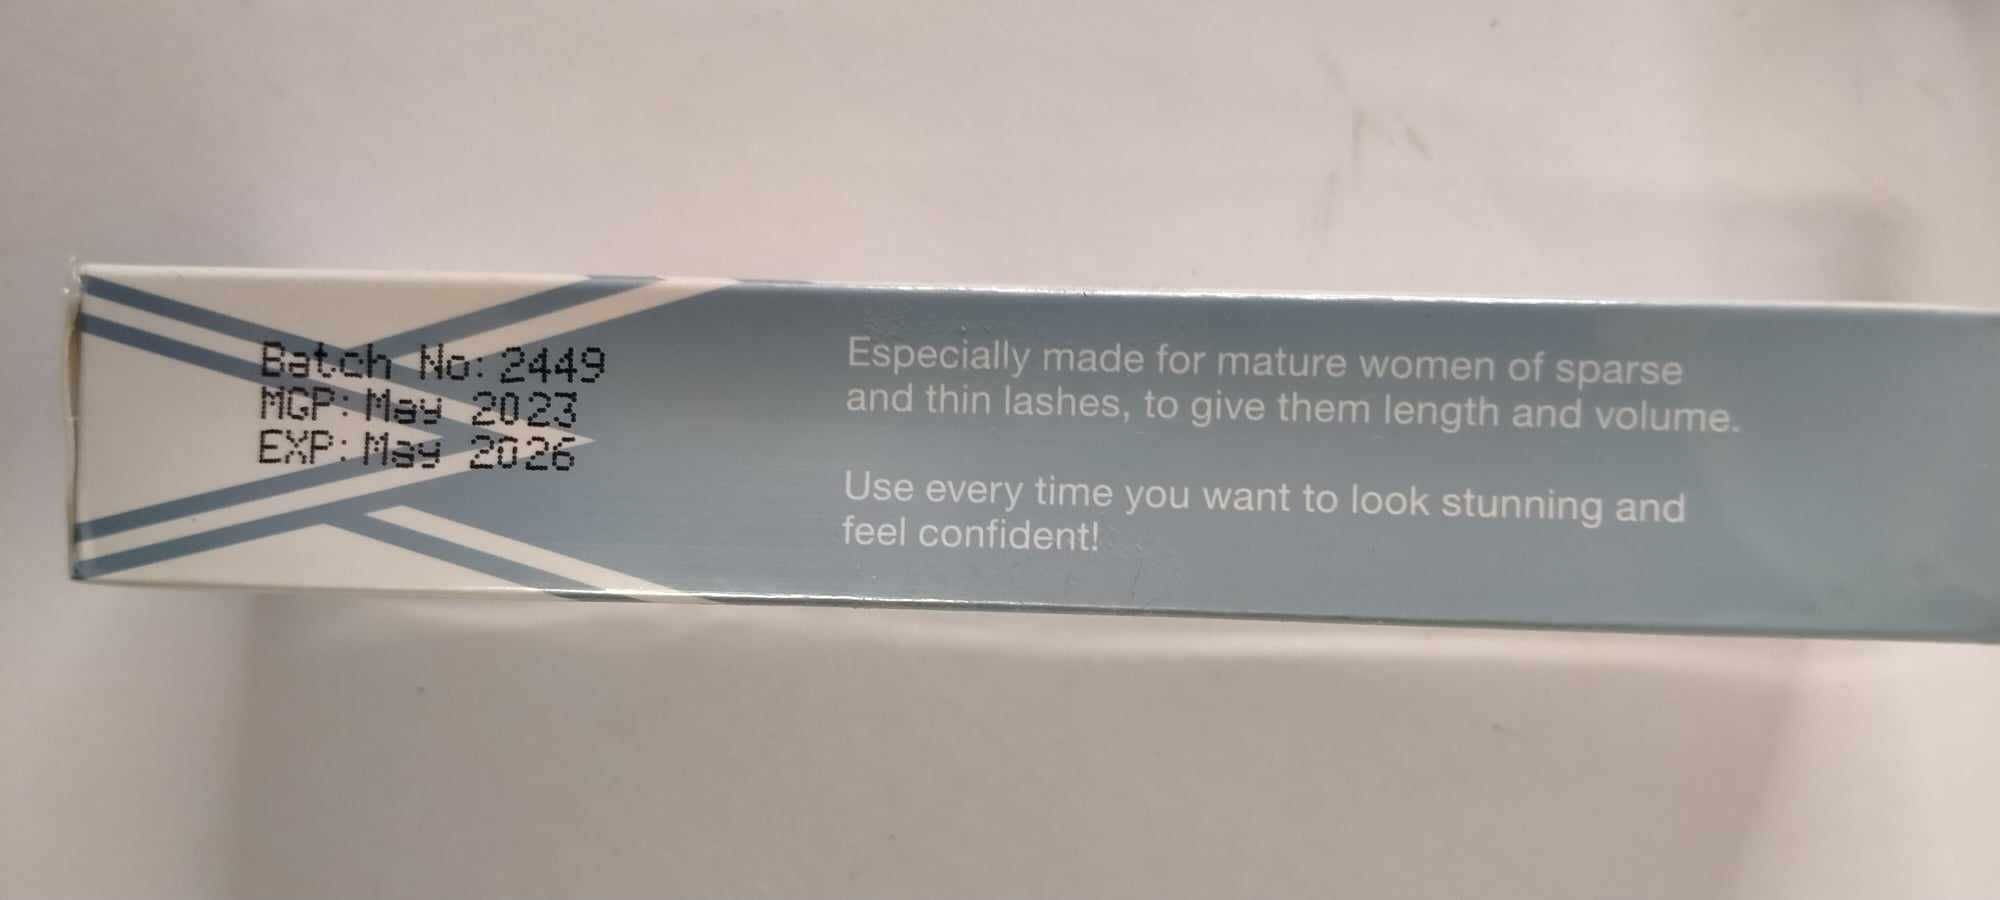 Batch No: 2449
MGP: May 2023
EXP: May 2026
Especially made for mature women of sparse
and thin lashes, to give them length and volume.
Use every time you want to look stunning and
feel confident!